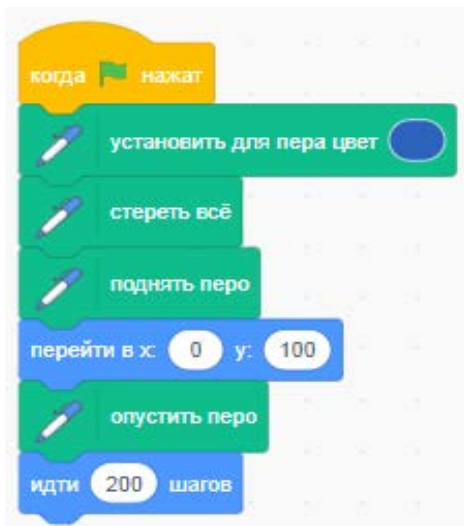 когда нажат
установить для пера цвет
стереть всё
поднять перо
перейти в x: 0 y: 100
опустить перо
идти 200 шагов